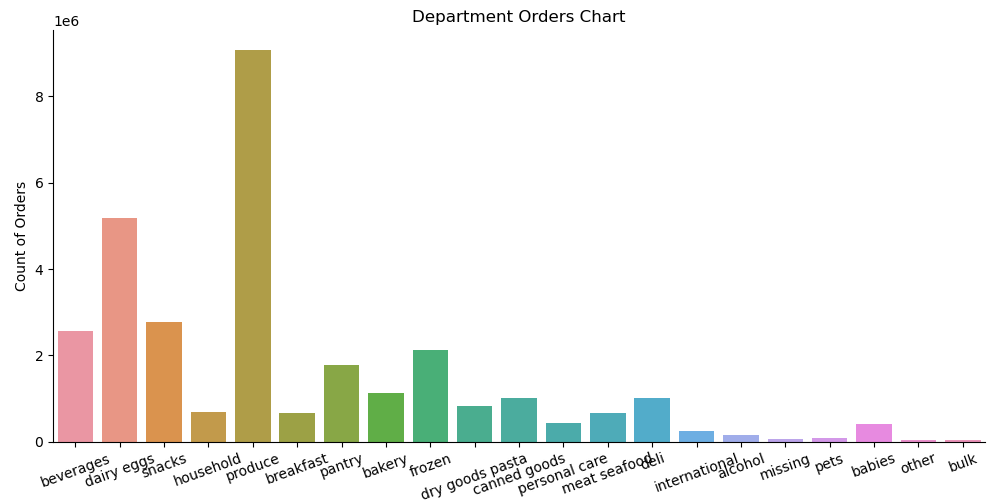 Department Orders Chart
1e6
8
6
4
2
0
Count of Orders
beverages
dairy eggs
snacks
household
produce
breakfast
pantry
bakery
frozen
dry goods pasta
canned goods
personal care
meat seafood
deli
international
alcohol
missing
pets
babies
other
bulk